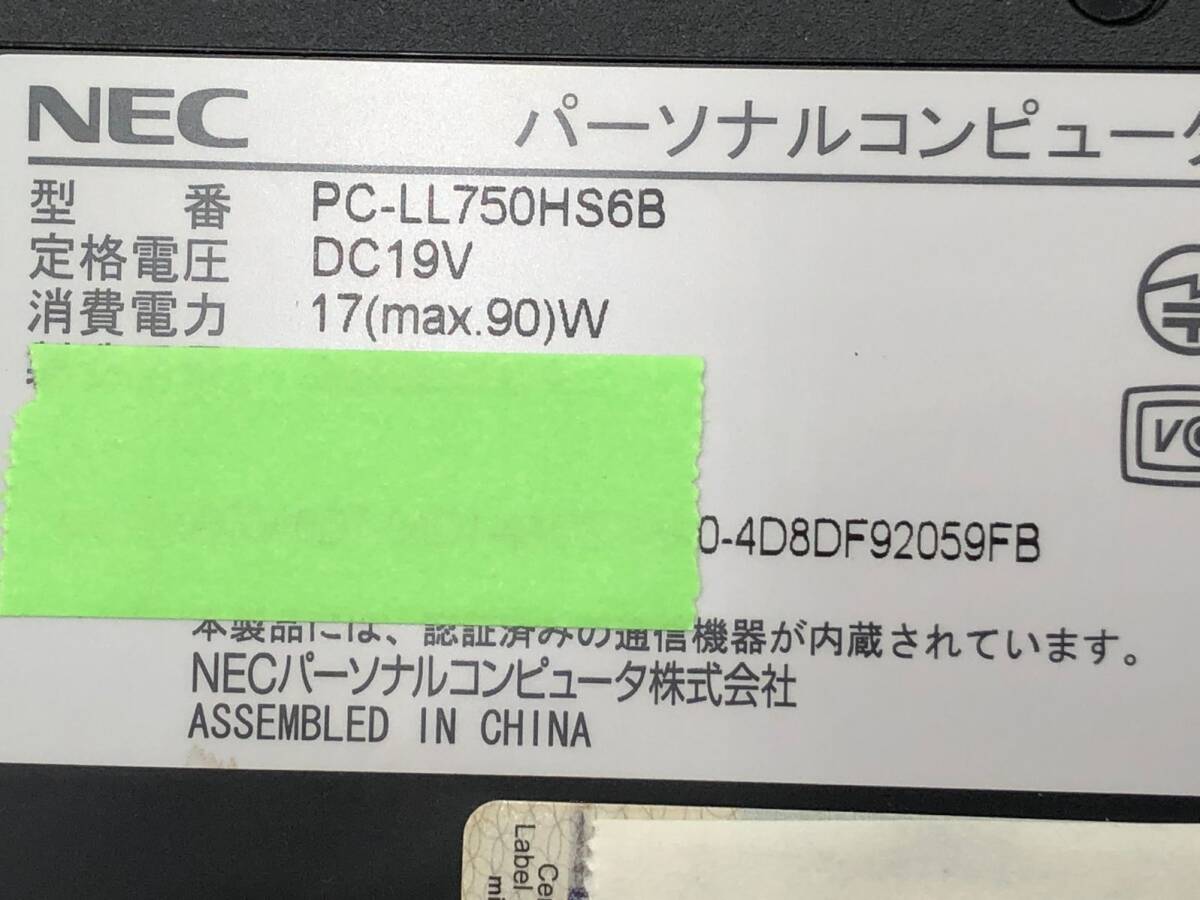 NEC パーソナルコンピュータ
型番 PC-LL750HS6B
定格電圧 DC19V
消費電力 17(max.90)W
0-4D8DF92059FB
本製品には、認証済みの通信機器が内蔵されています。
NECパーソナルコンピュータ株式会社
ASSEMBLED IN CHINA
Label